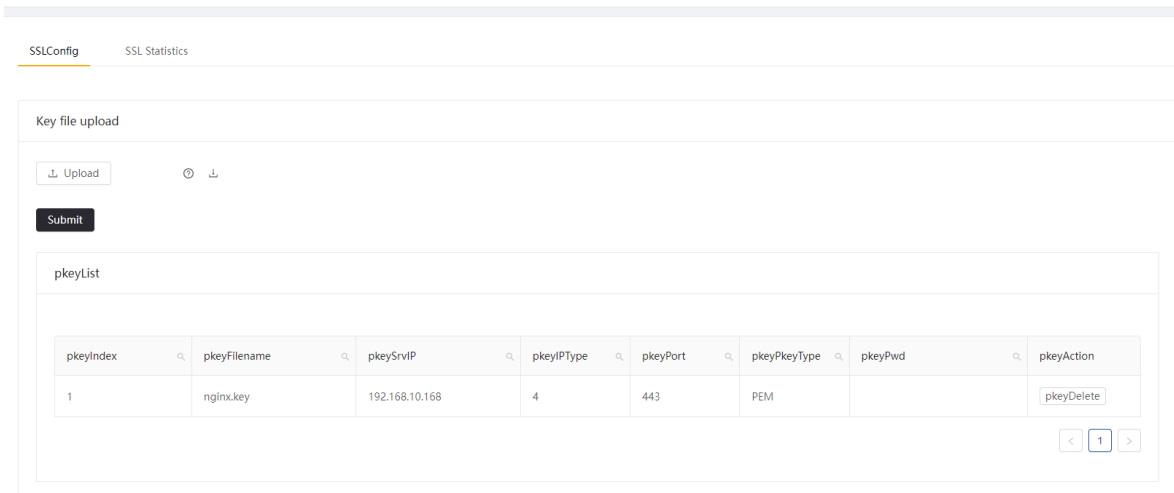 SSLConfig SSL Statistics
Key file upload
Upload
Submit
pkeyList
pkeyIndex pkeyFilename pkeySrvIP pkeyIPType pkeyPort pkeyPkeyType pkeyPwd pkeyAction
1 nginx.key 192.168.10.168 4 443 PEM pkeyDelete
< 1 >